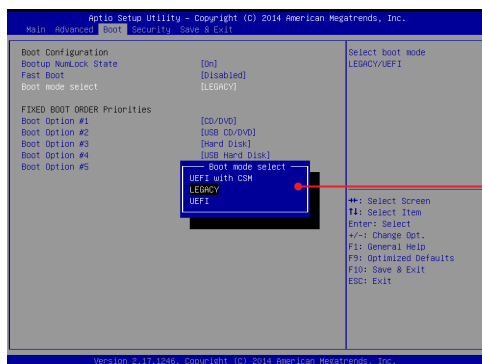 Aptio Setup Utility - Copyright (C) 2014 American Megatrends, Inc.
Main Advanced Boot Security Save & Exit
Boot Configuration
Bootup NumLock State [On]
Fast Boot [Disabled]
Boot mode select [LEGACY]
FIXED BOOT ORDER Priorities
Boot Option #1 [CD/DVD]
Boot Option #2 [USB CD/DVD]
Boot Option #3 [Hard Disk]
Boot Option #4 [USB Hard Disk]
Boot Option #5
Boot mode select
UEFI with CSM
LEGACY
UEFI
Select boot mode
LEGACY/UEFI
→←: Select Screen
↑↓: Select Item
Enter: Select
+/-: Change Opt.
F1: General Help
F9: Optimized Defaults
F10: Save & Exit
ESC: Exit
Version 2.17.1246. Copyright (C) 2014 American Megatrends, Inc.